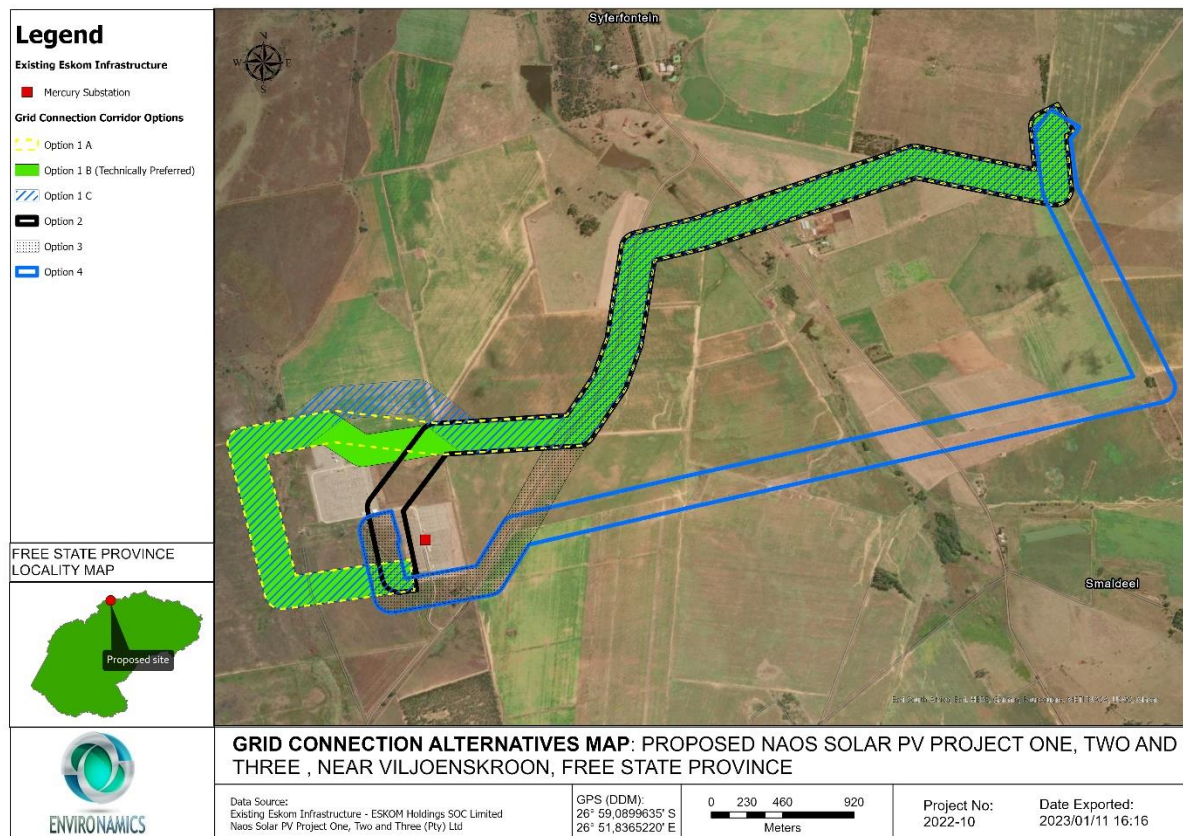 Legend
Existing Eskom Infrastructure
Mercury Substation
Grid Connection Corridor Options
Option 1 A
Option 1 B (Technically Preferred)
Option 1 C
Option 2
Option 3
Option 4
N
W E
S
Syferfontein
Smaldeel
FREE STATE PROVINCE
LOCALITY MAP
Proposed site
ENVIRONAMICS
GRID CONNECTION ALTERNATIVES MAP: PROPOSED NAOS SOLAR PV PROJECT ONE, TWO AND
THREE , NEAR VILJOENSKROON, FREE STATE PROVINCE
Data Source:
Existing Eskom Infrastructure - ESKOM Holdings SOC Limited
Naos Solar PV Project One, Two and Three (Pty) Ltd
GPS (DDM):
26° 59,0899635' S
26° 51,8365220' E
0 230 460 920
Meters
Project No:
2022-10
Date Exported:
2023/01/11 16:16